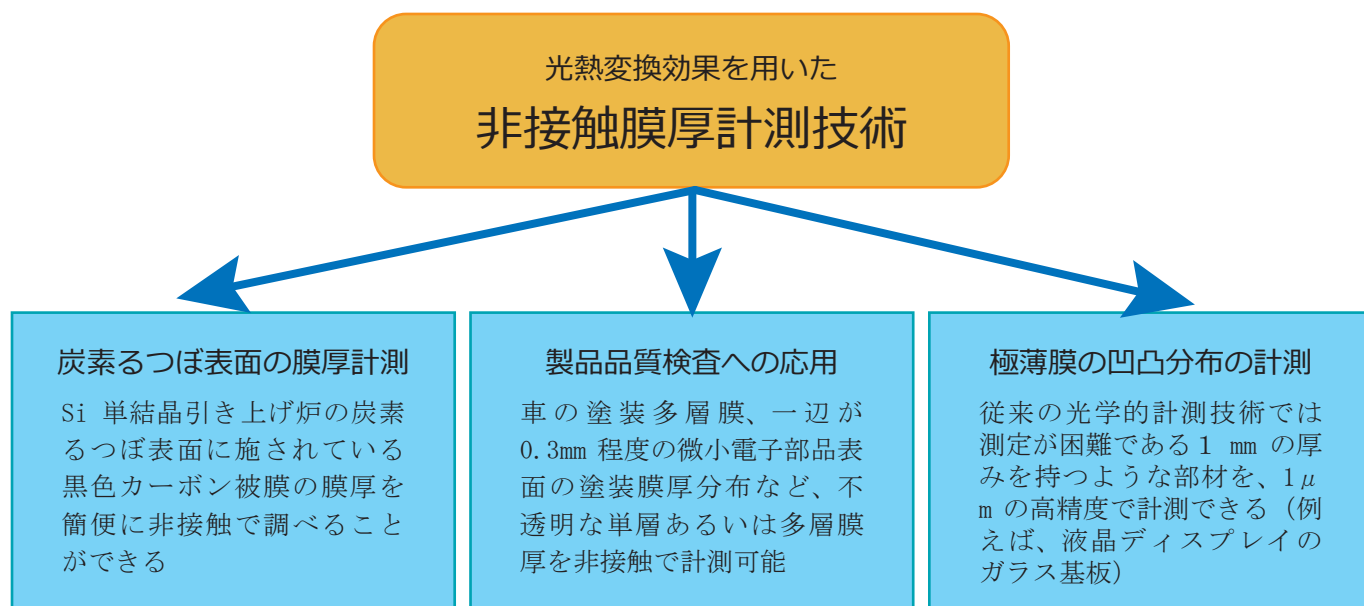 光熱変換効果を用いた
非接触膜厚計測技術
炭素るつぼ表面の膜厚計測
Si 単結晶引き上げ炉の炭素
るつぼ表面に施されている
黒色カーボン被膜の膜厚を
簡便に非接触で調べること
ができる
製品品質検査への応用
車の塗装多層膜、一辺が
0.3mm 程度の微小電子部品表
面の塗装膜厚分布など、不
透明な単層あるいは多層膜
厚を非接触で計測可能
極薄膜の凹凸分布の計測
従来の光学的計測技術では
測定が困難である１ mm の厚
みを持つような部材を、1μ
m の高精度で計測できる（例
えば、液晶ディスプレイの
ガラス基板）